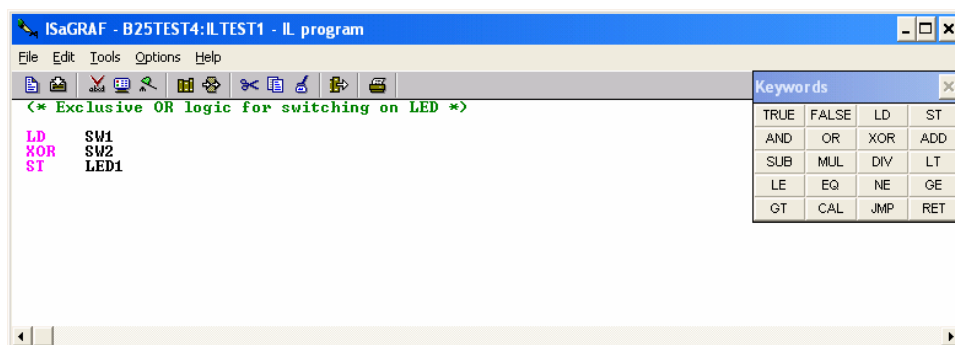 ISaGRAF - B25TEST4:ILTEST1 - IL program
File Edit Tools Options Help
(* Exclusive OR logic for switching on LED *)
LD SW1
XOR SW2
ST LED1
Keywords
TRUE FALSE LD ST
AND OR XOR ADD
SUB MUL DIV LT
LE EQ NE GE
GT CAL JMP RET